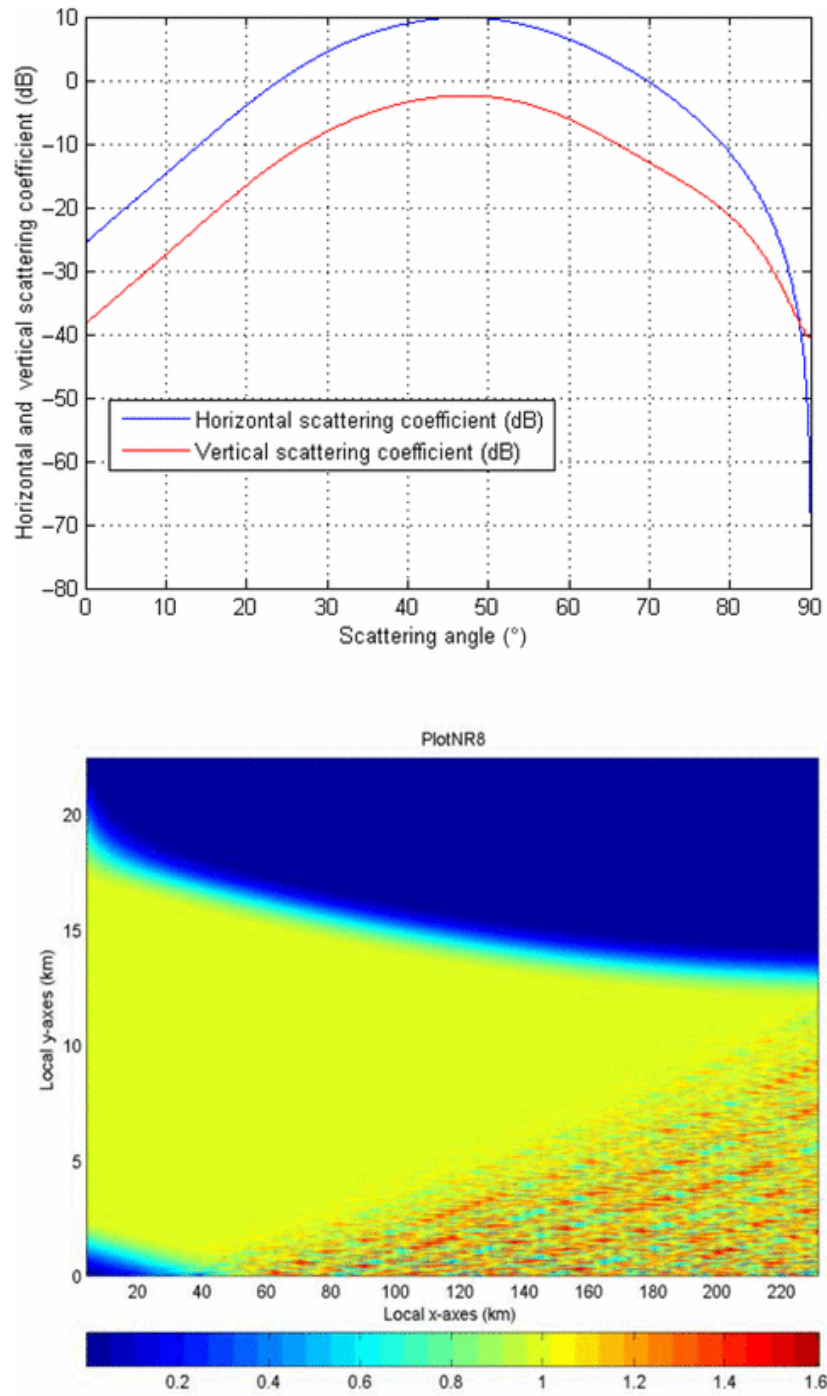 Horizontal and vertical scattering coefficient (dB)
10
0
−10
−20
−30
−40
−50
−60
−70
−80
Horizontal scattering coefficient (dB)
Vertical scattering coefficient (dB)
0 10 20 30 40 50 60 70 80 90
Scattering angle (°)
PlotNR8
Local y-axes (km)
20
15
10
5
0
20 40 60 80 100 120 140 160 180 200 220
Local x-axes (km)
0.2 0.4 0.6 0.8 1 1.2 1.4 1.6